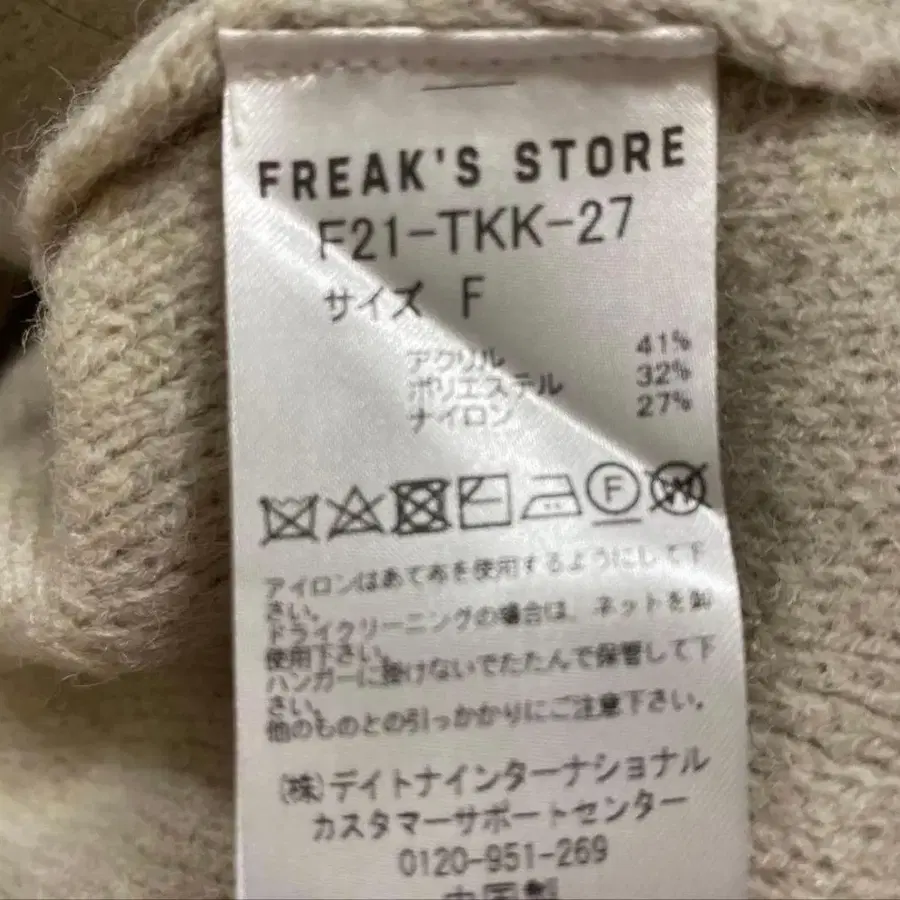 FREAK'S STORE
F21-TKK-27
サイズ F
アクリル 41%
ポリエステル 32%
ナイロン 27%
F W
アイロンはあて布を使用するようにして下
さい。
ドライクリーニングの場合は、ネットを御
使用下さい。
ハンガーに掛けないでたたんで保管して下
さい。
他のものとの引っかかりにご注意下さい。
(株)デイトナインターナショナル
カスタマーサポートセンター
0120-951-269
中国製